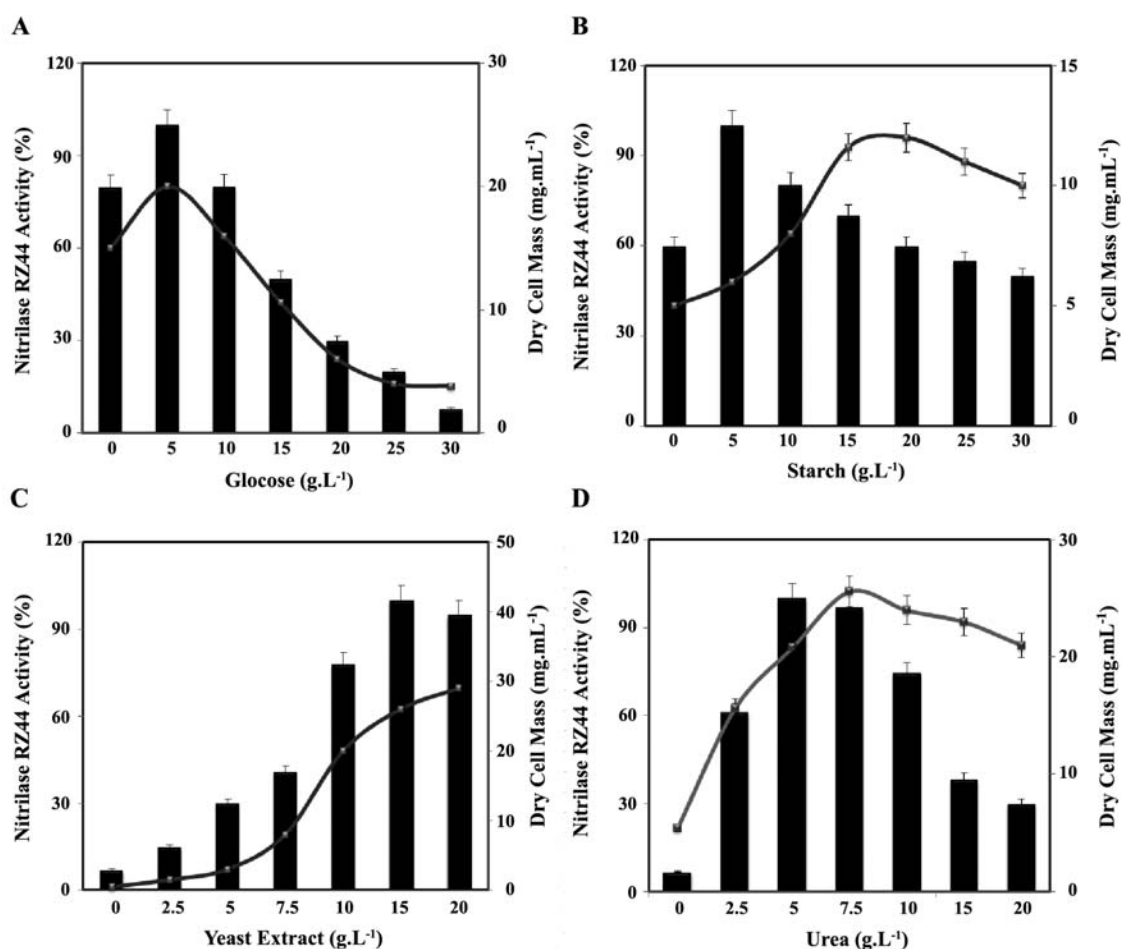 A
Nitrilase RZ44 Activity (%)
120
90
60
30
0
30
20
10
0
Dry Cell Mass (mg.mL-1)
0 5 10 15 20 25 30
Glocose (g.L-1)
B
Nitrilase RZ44 Activity (%)
120
90
60
30
0
15
10
5
0
Dry Cell Mass (mg.mL-1)
0 5 10 15 20 25 30
Starch (g.L-1)
C
Nitrilase RZ44 Activity (%)
120
90
60
30
0
50
40
30
20
10
0
Dry Cell Mass (mg.mL-1)
0 2.5 5 7.5 10 15 20
Yeast Extract (g.L-1)
D
Nitrilase RZ44 Activity (%)
120
90
60
30
0
30
20
10
0
Dry Cell Mass (mg.mL-1)
0 2.5 5 7.5 10 15 20
Urea (g.L-1)